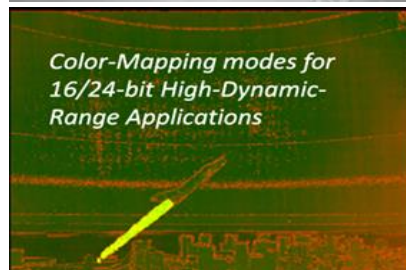 Color-Mapping modes for
16/24-bit High-Dynamic-
Range Applications